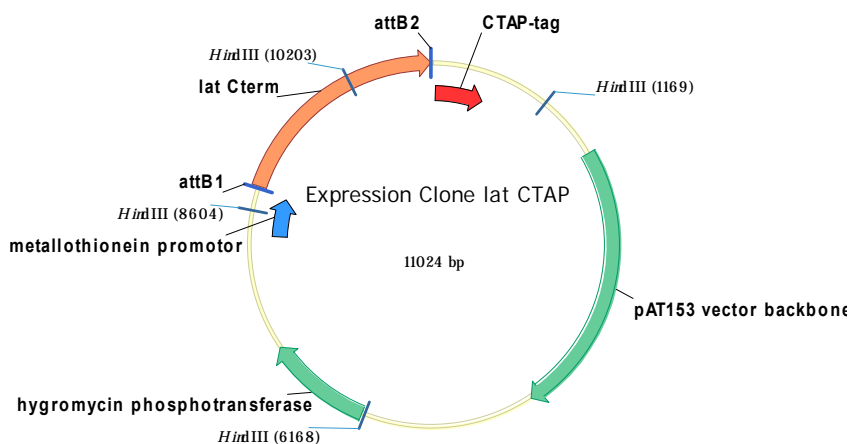 attB2
CTAP-tag
HindIII (10203)
lat Cterm
HindIII (1169)
attB1
Expression Clone lat CTAP
HindIII (8604)
metallothionein promotor
11024 bp
pAT153 vector backbone
hygromycin phosphotransferase
HindIII (6168)